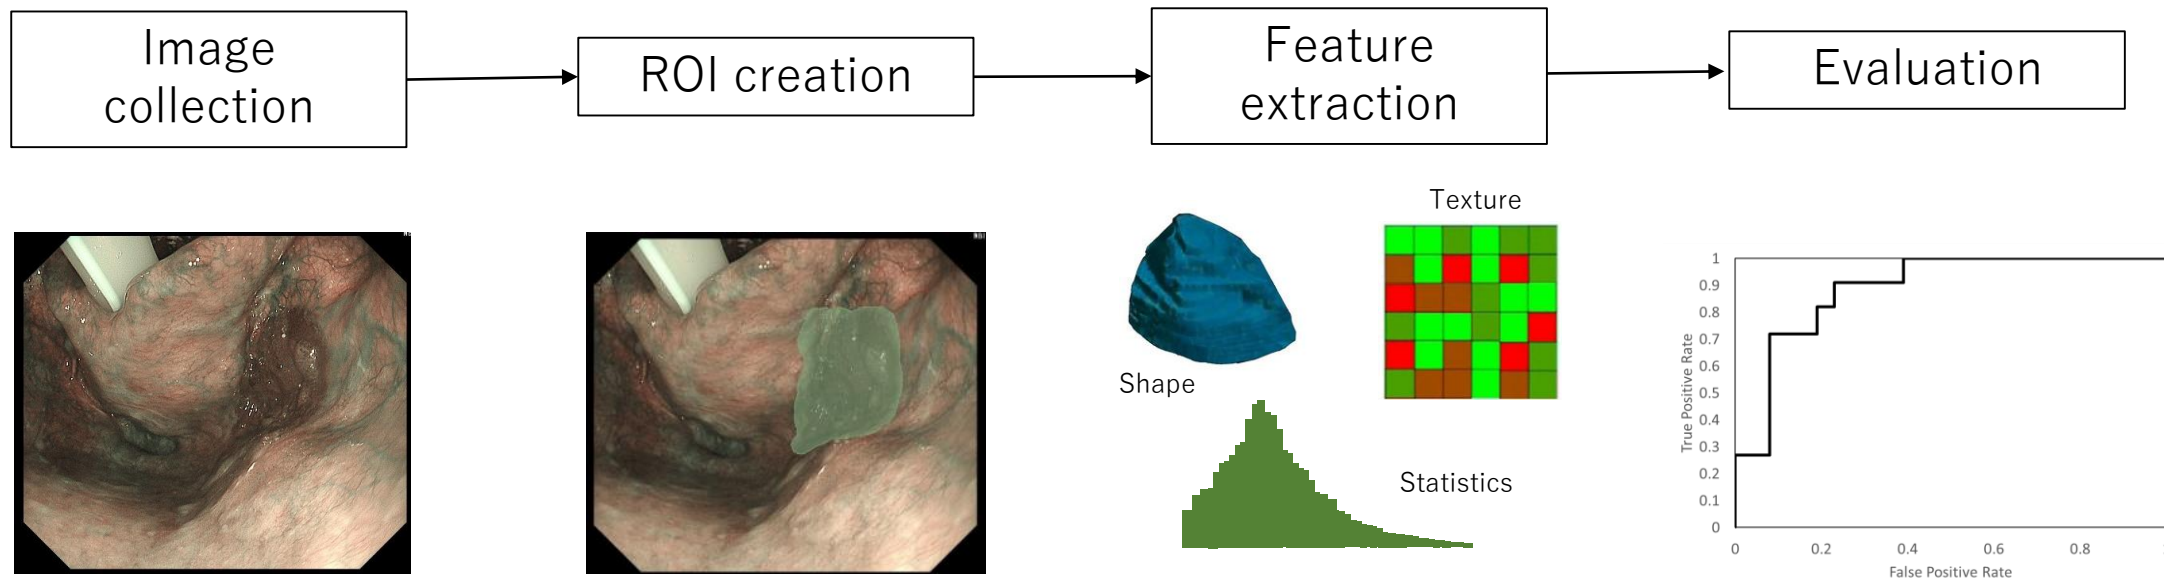 Image
collection
ROI creation
Feature
extraction
Evaluation
Texture
Shape
Statistics
True Positive Rate
1
0.9
0.8
0.7
0.6
0.5
0.4
0.3
0.2
0.1
0
0
0.2
0.4
0.6
0.8
False Positive Rate